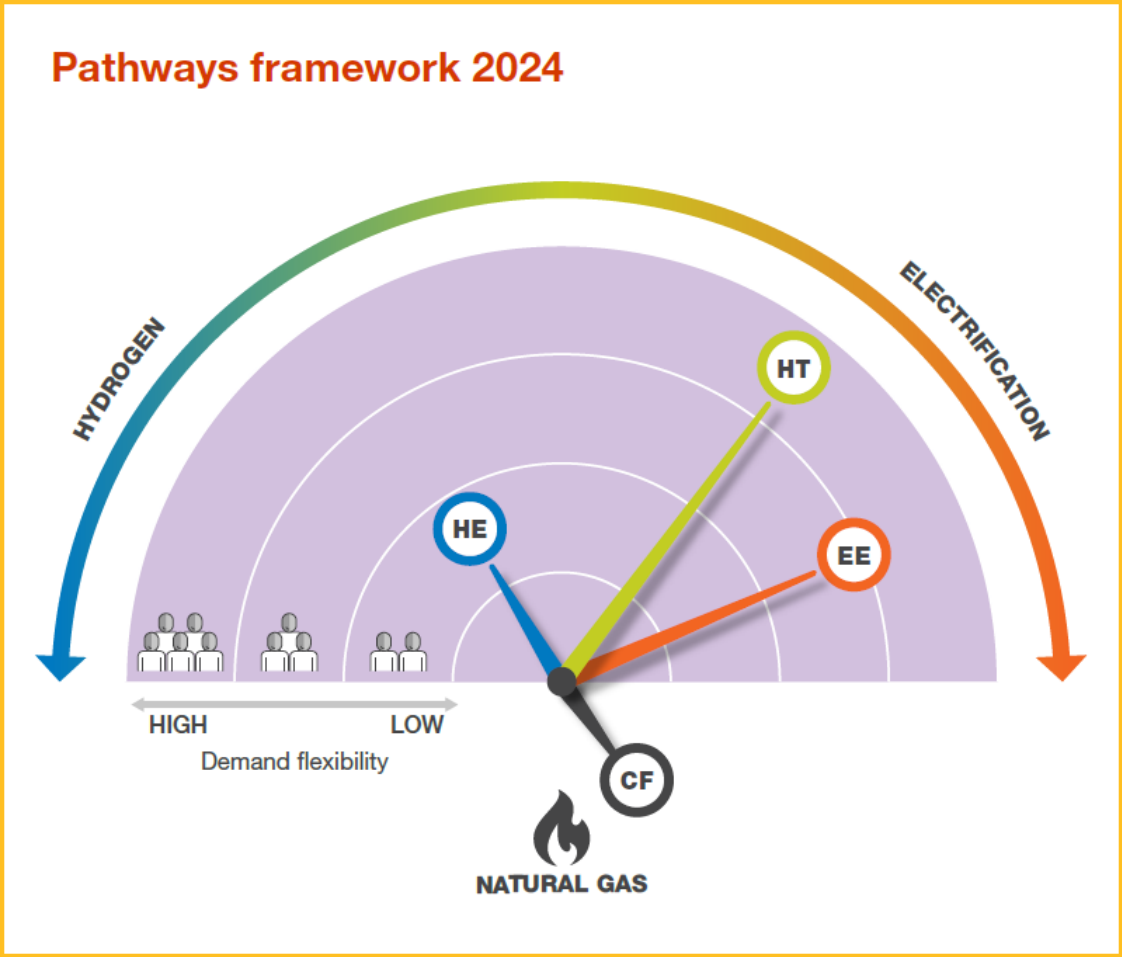 Pathways framework 2024
HYDROGEN
ELECTRIFICATION
HT
HE
EE
HIGH
LOW
Demand flexibility
CF
NATURAL GAS